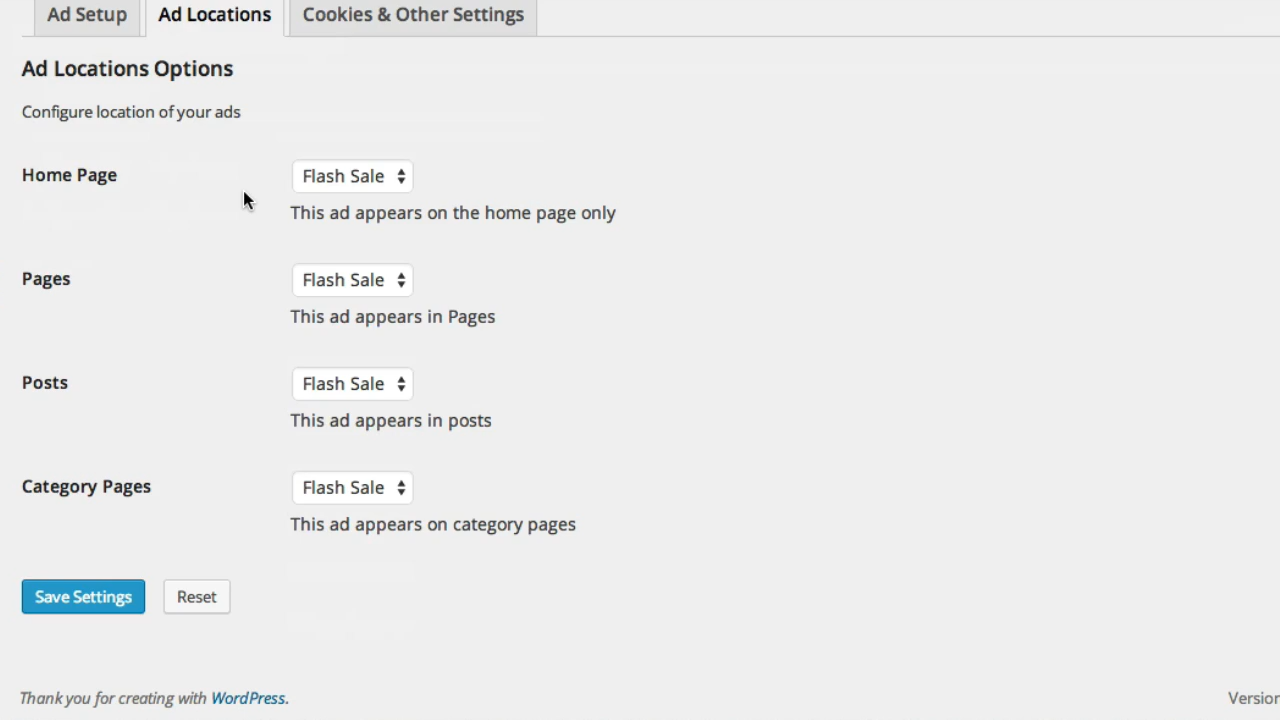 Ad Setup
Ad Locations
Cookies & Other Settings
Ad Locations Options
Configure location of your ads
Home Page
Flash Sale
This ad appears on the home page only
Pages
Flash Sale
This ad appears in Pages
Posts
Flash Sale
This ad appears in posts
Category Pages
Flash Sale
This ad appears on category pages
Save Settings
Reset
Thank you for creating with WordPress.
Version